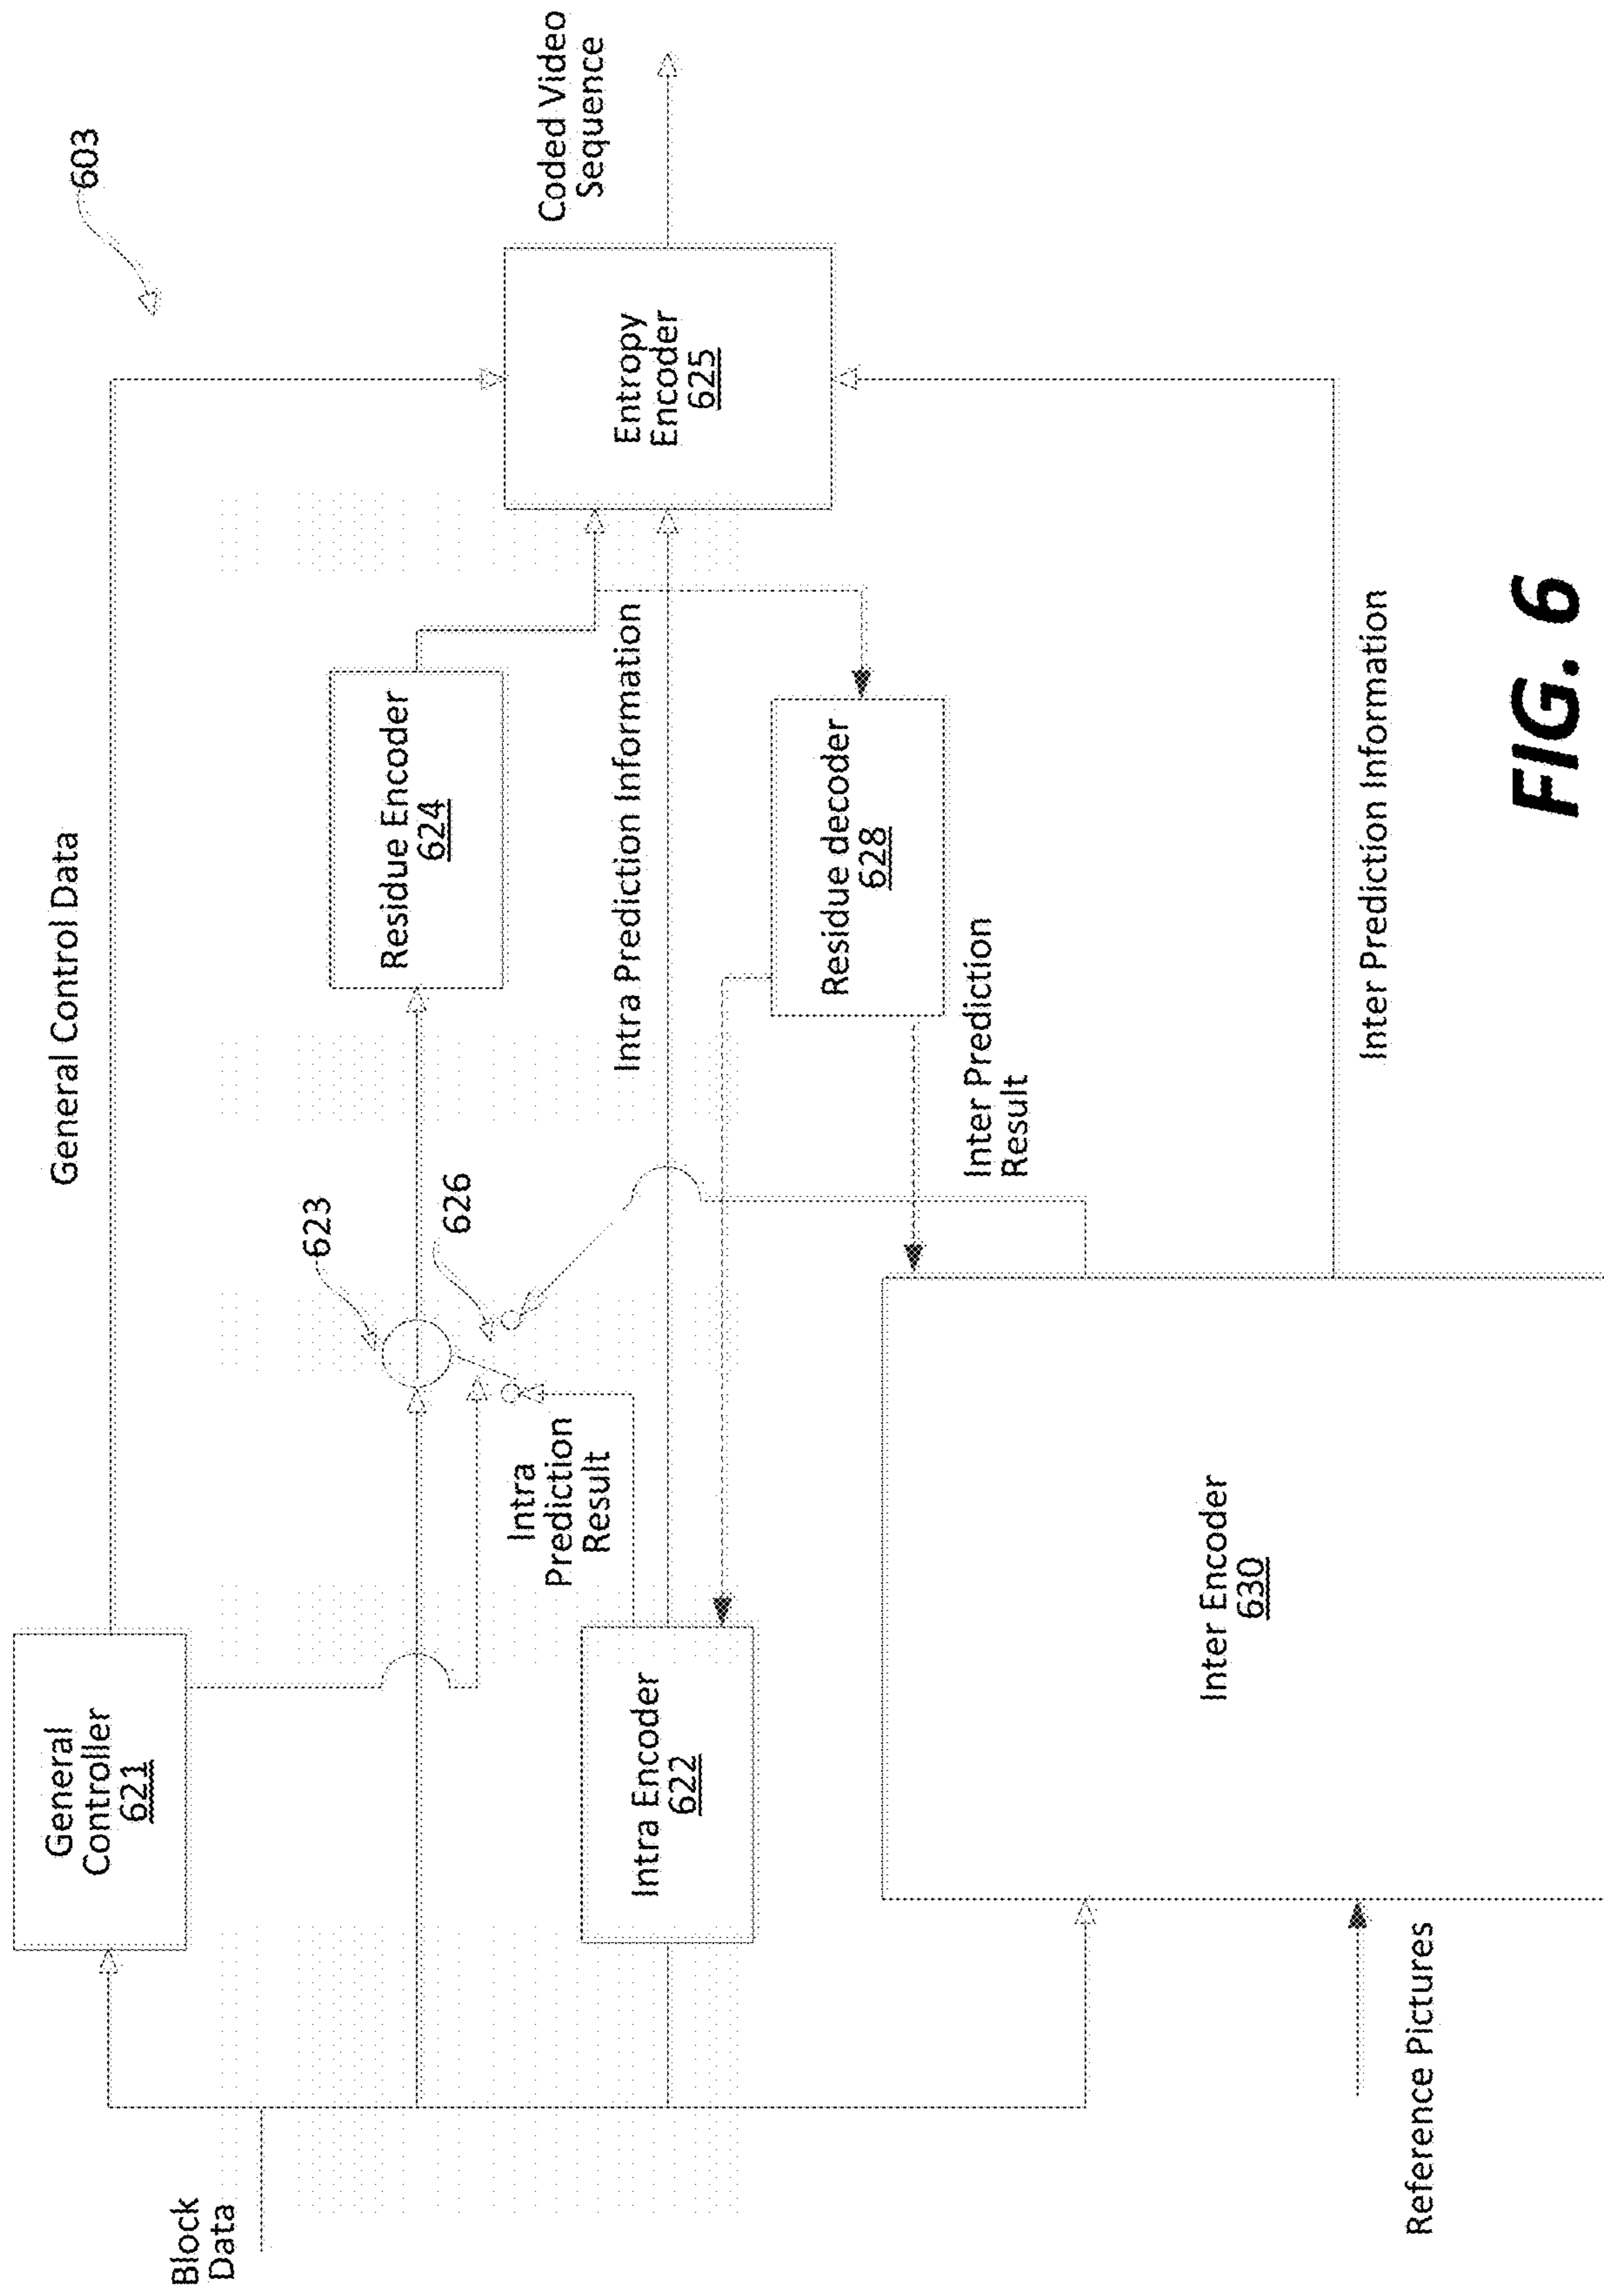 603
General Control Data
General
Controller
621
Block
Data
623
626
Residue Encoder
624
Coded Video
Sequence
Entropy
Encoder
625
Intra
Prediction
Result
Intra Prediction Information
Intra Encoder
622
Residue decoder
628
Inter Prediction
Result
Inter Encoder
630
Reference Pictures
Inter Prediction Information
FIG. 6